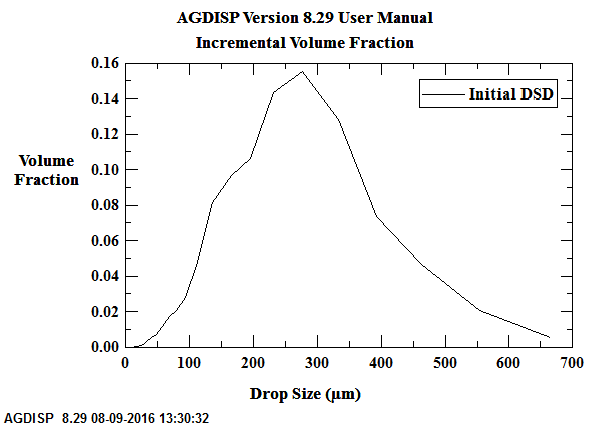 AGDISP Version 8.29 User Manual
Incremental Volume Fraction
0.16
Initial DSD
0.14
0.12
Volume
Fraction
0.10
0.08
0.06
0.04
0.02
0.00
0 100 200 300 400 500 600 700
Drop Size (µm)
AGDISP 8.29 08-09-2016 13:30:32